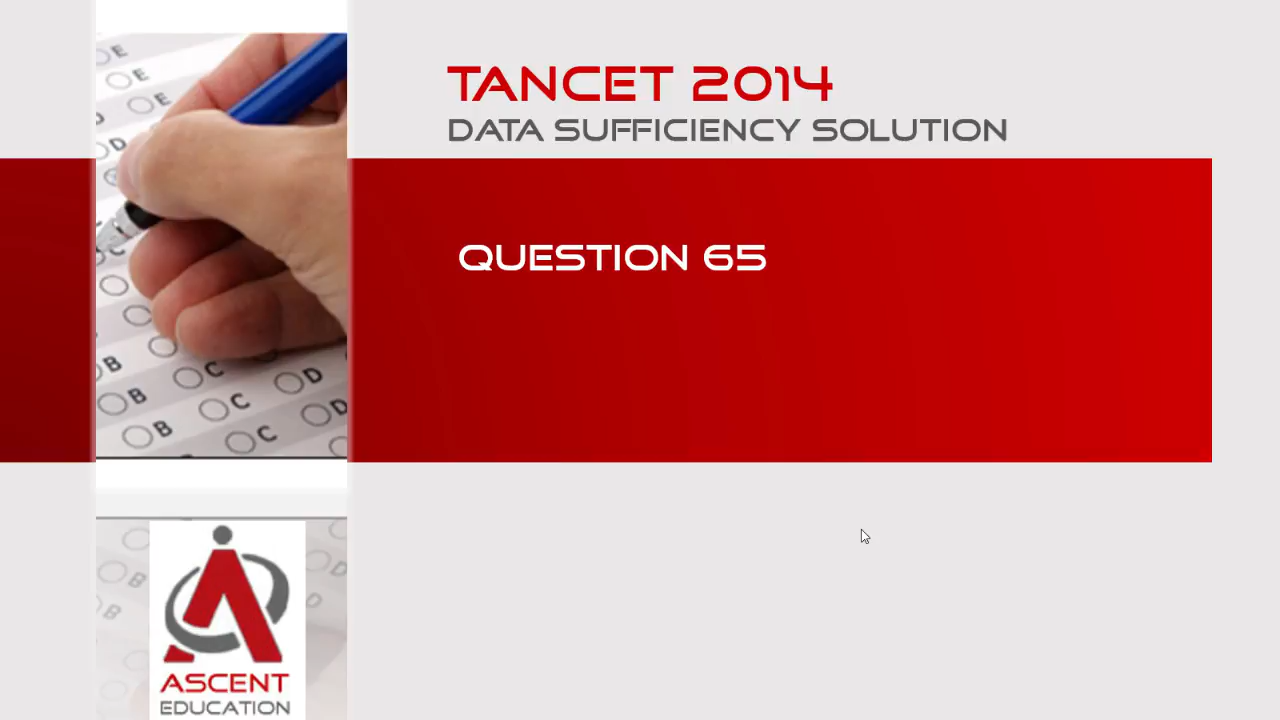 TANCET 2014
DATA SUFFICIENCY SOLUTION
QUESTION 65
E
E
E
D
C
B
C
D
B
C
D
B
C
B
D
ASCENT
EDUCATION